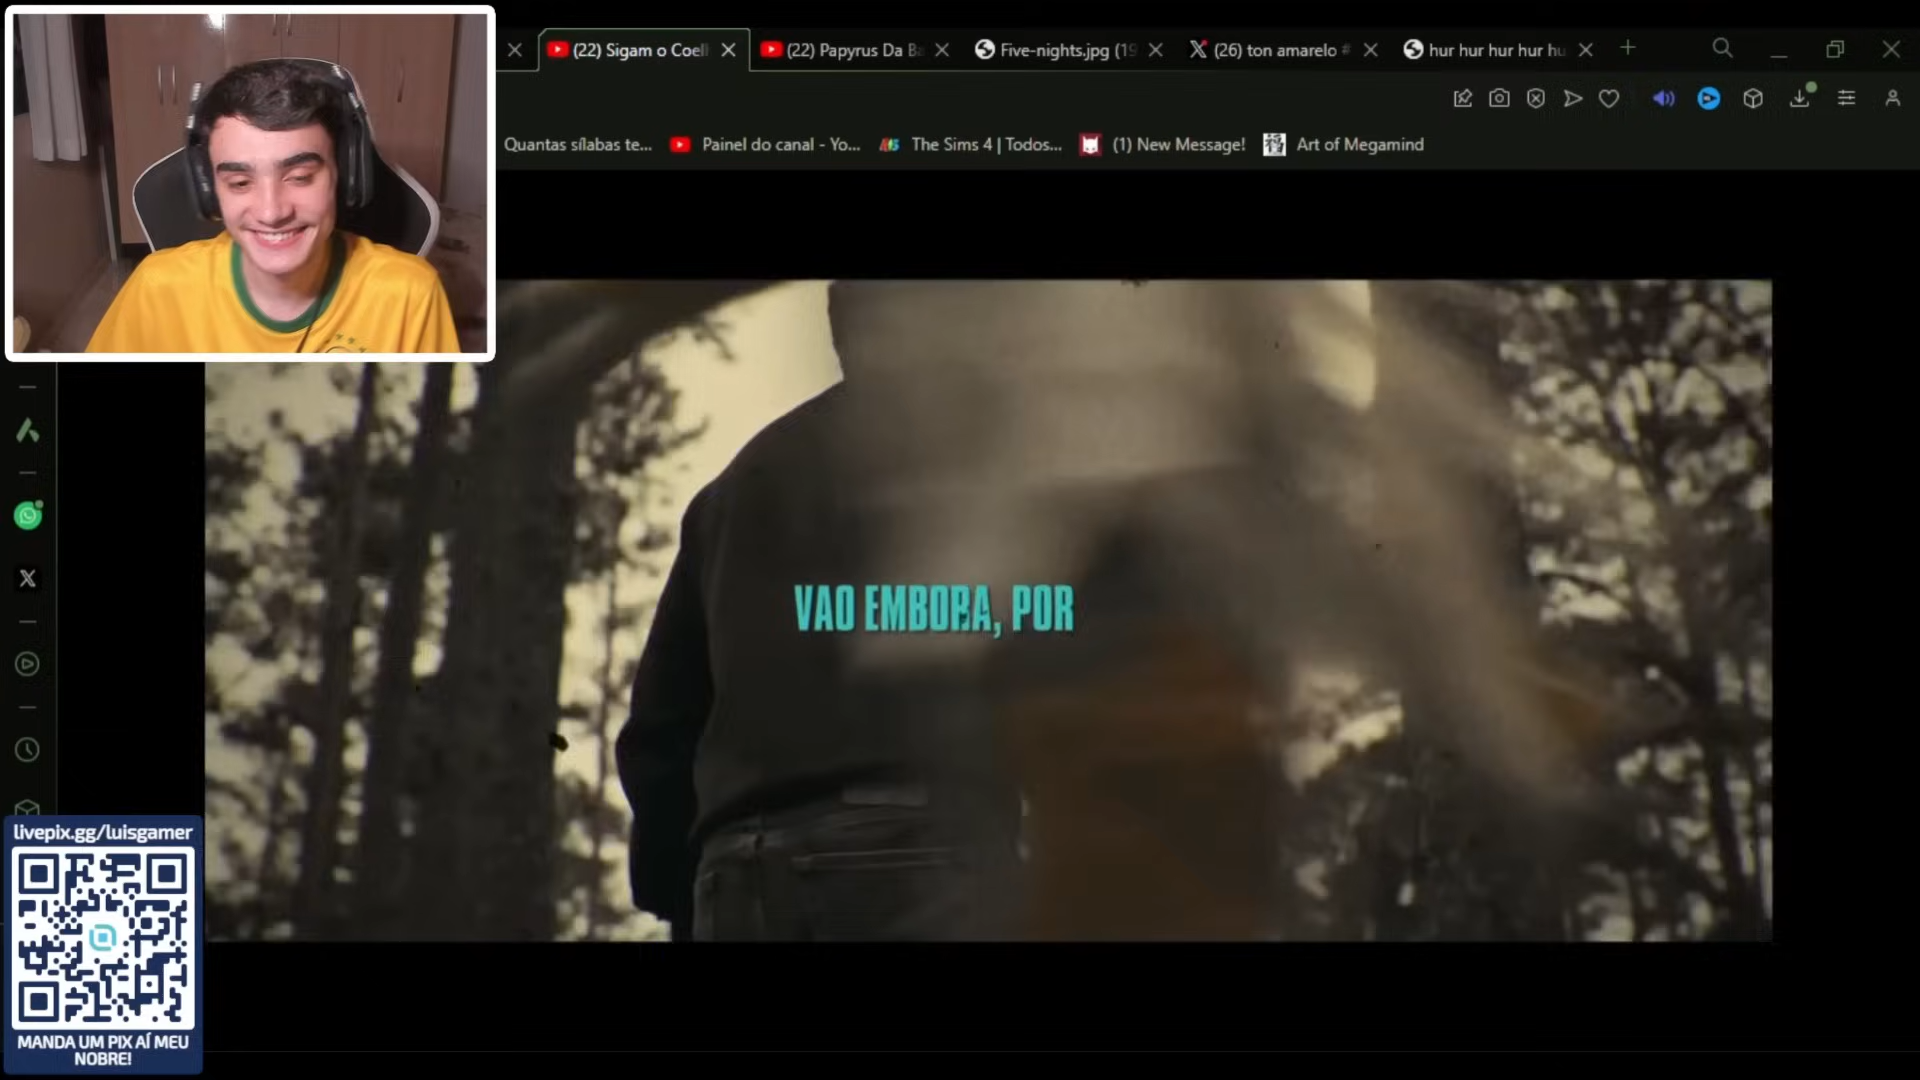 (22) Sigam o Coel
(22) Papyrus Da Ba
Five-nights.jpg (19
(26) ton amarelo #
hur hur hur hur hu
Quantas sílabas te...
Painel do canal - Yo...
The Sims 4 | Todos...
(1) New Message!
Art of Megamind
VAO EMBORA, POR
livepix.gg/luisgamer
MANDA UM PIX AÍ MEU
NOBRE!